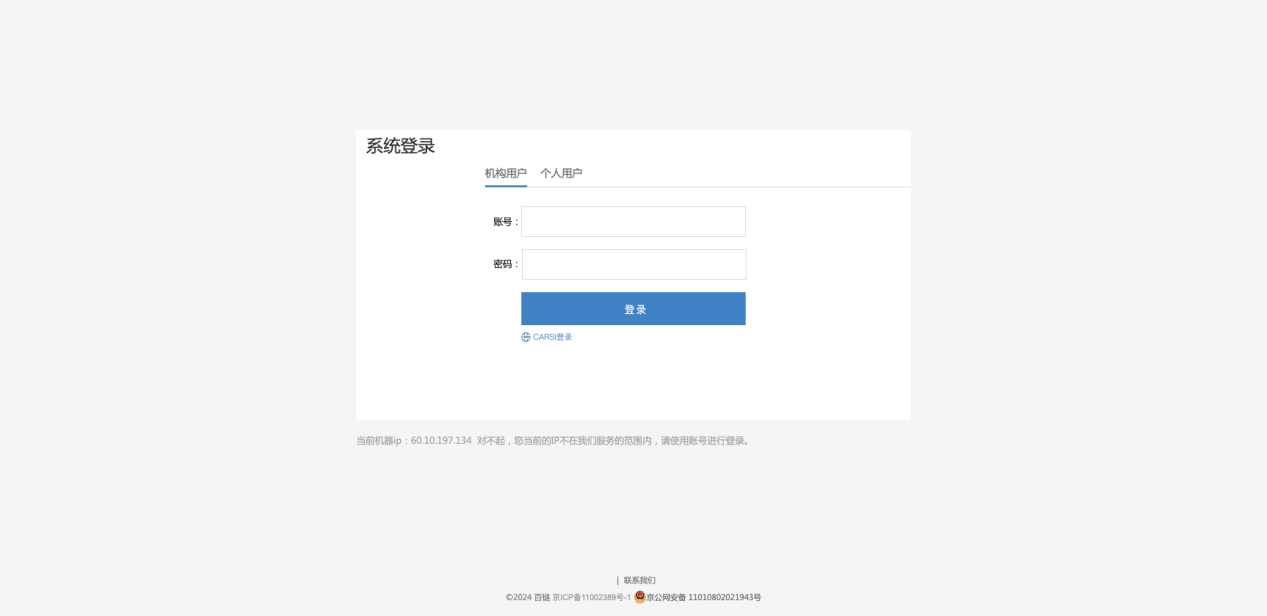 系统登录
机构用户 个人用户
账号：
密码：
登录
CARSI登录
当前机器ip：60.10.197.134 对不起，您当前的IP不在我们服务的范围内，请使用账号进行登录。
| 联系我们
©2024 百链 京ICP备11002389号-1 京公网安备 11010802021943号